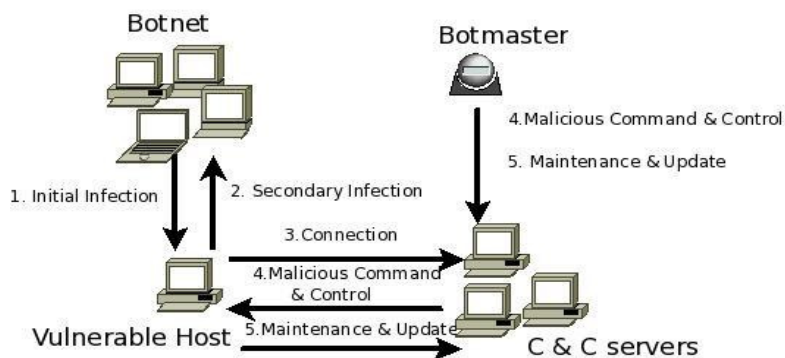 Botnet
Botmaster
4.Malicious Command & Control
5. Maintenance & Update
1. Initial Infection
2. Secondary Infection
3.Connection
4.Malicious Command
& Control
5.Maintenance & Update
Vulnerable Host
C & C servers